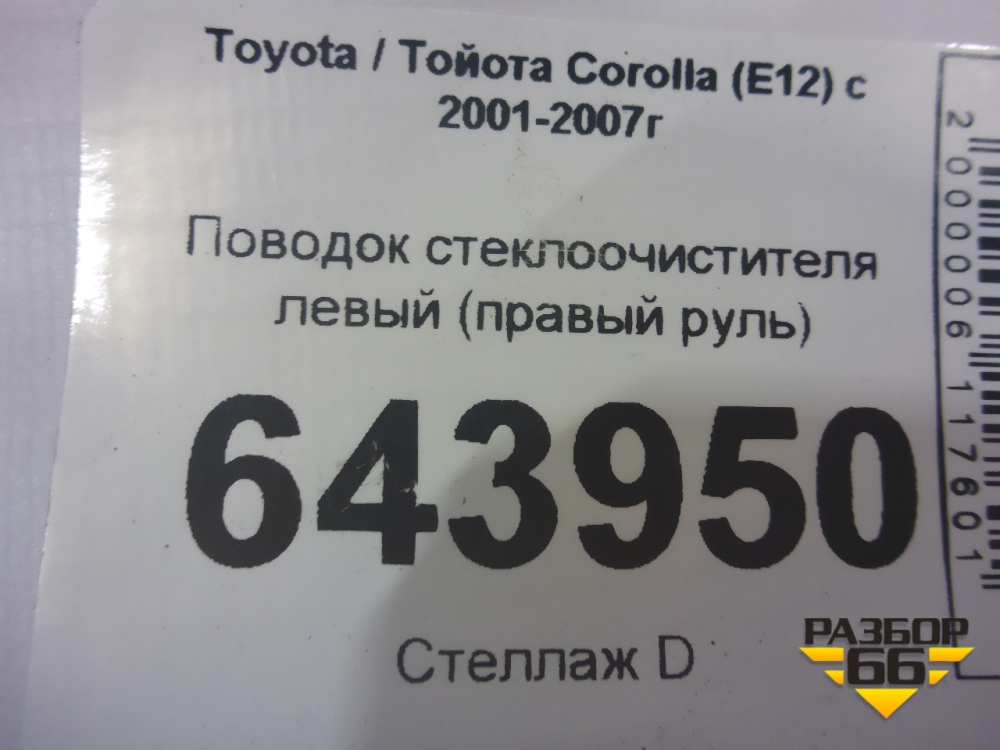 Toyota / Тойота Corolla (E12) с
2001-2007г
Поводок стеклоочистителя
левый (правый руль)
643950
Стеллаж D
2000006117601
РАЗБОР
66